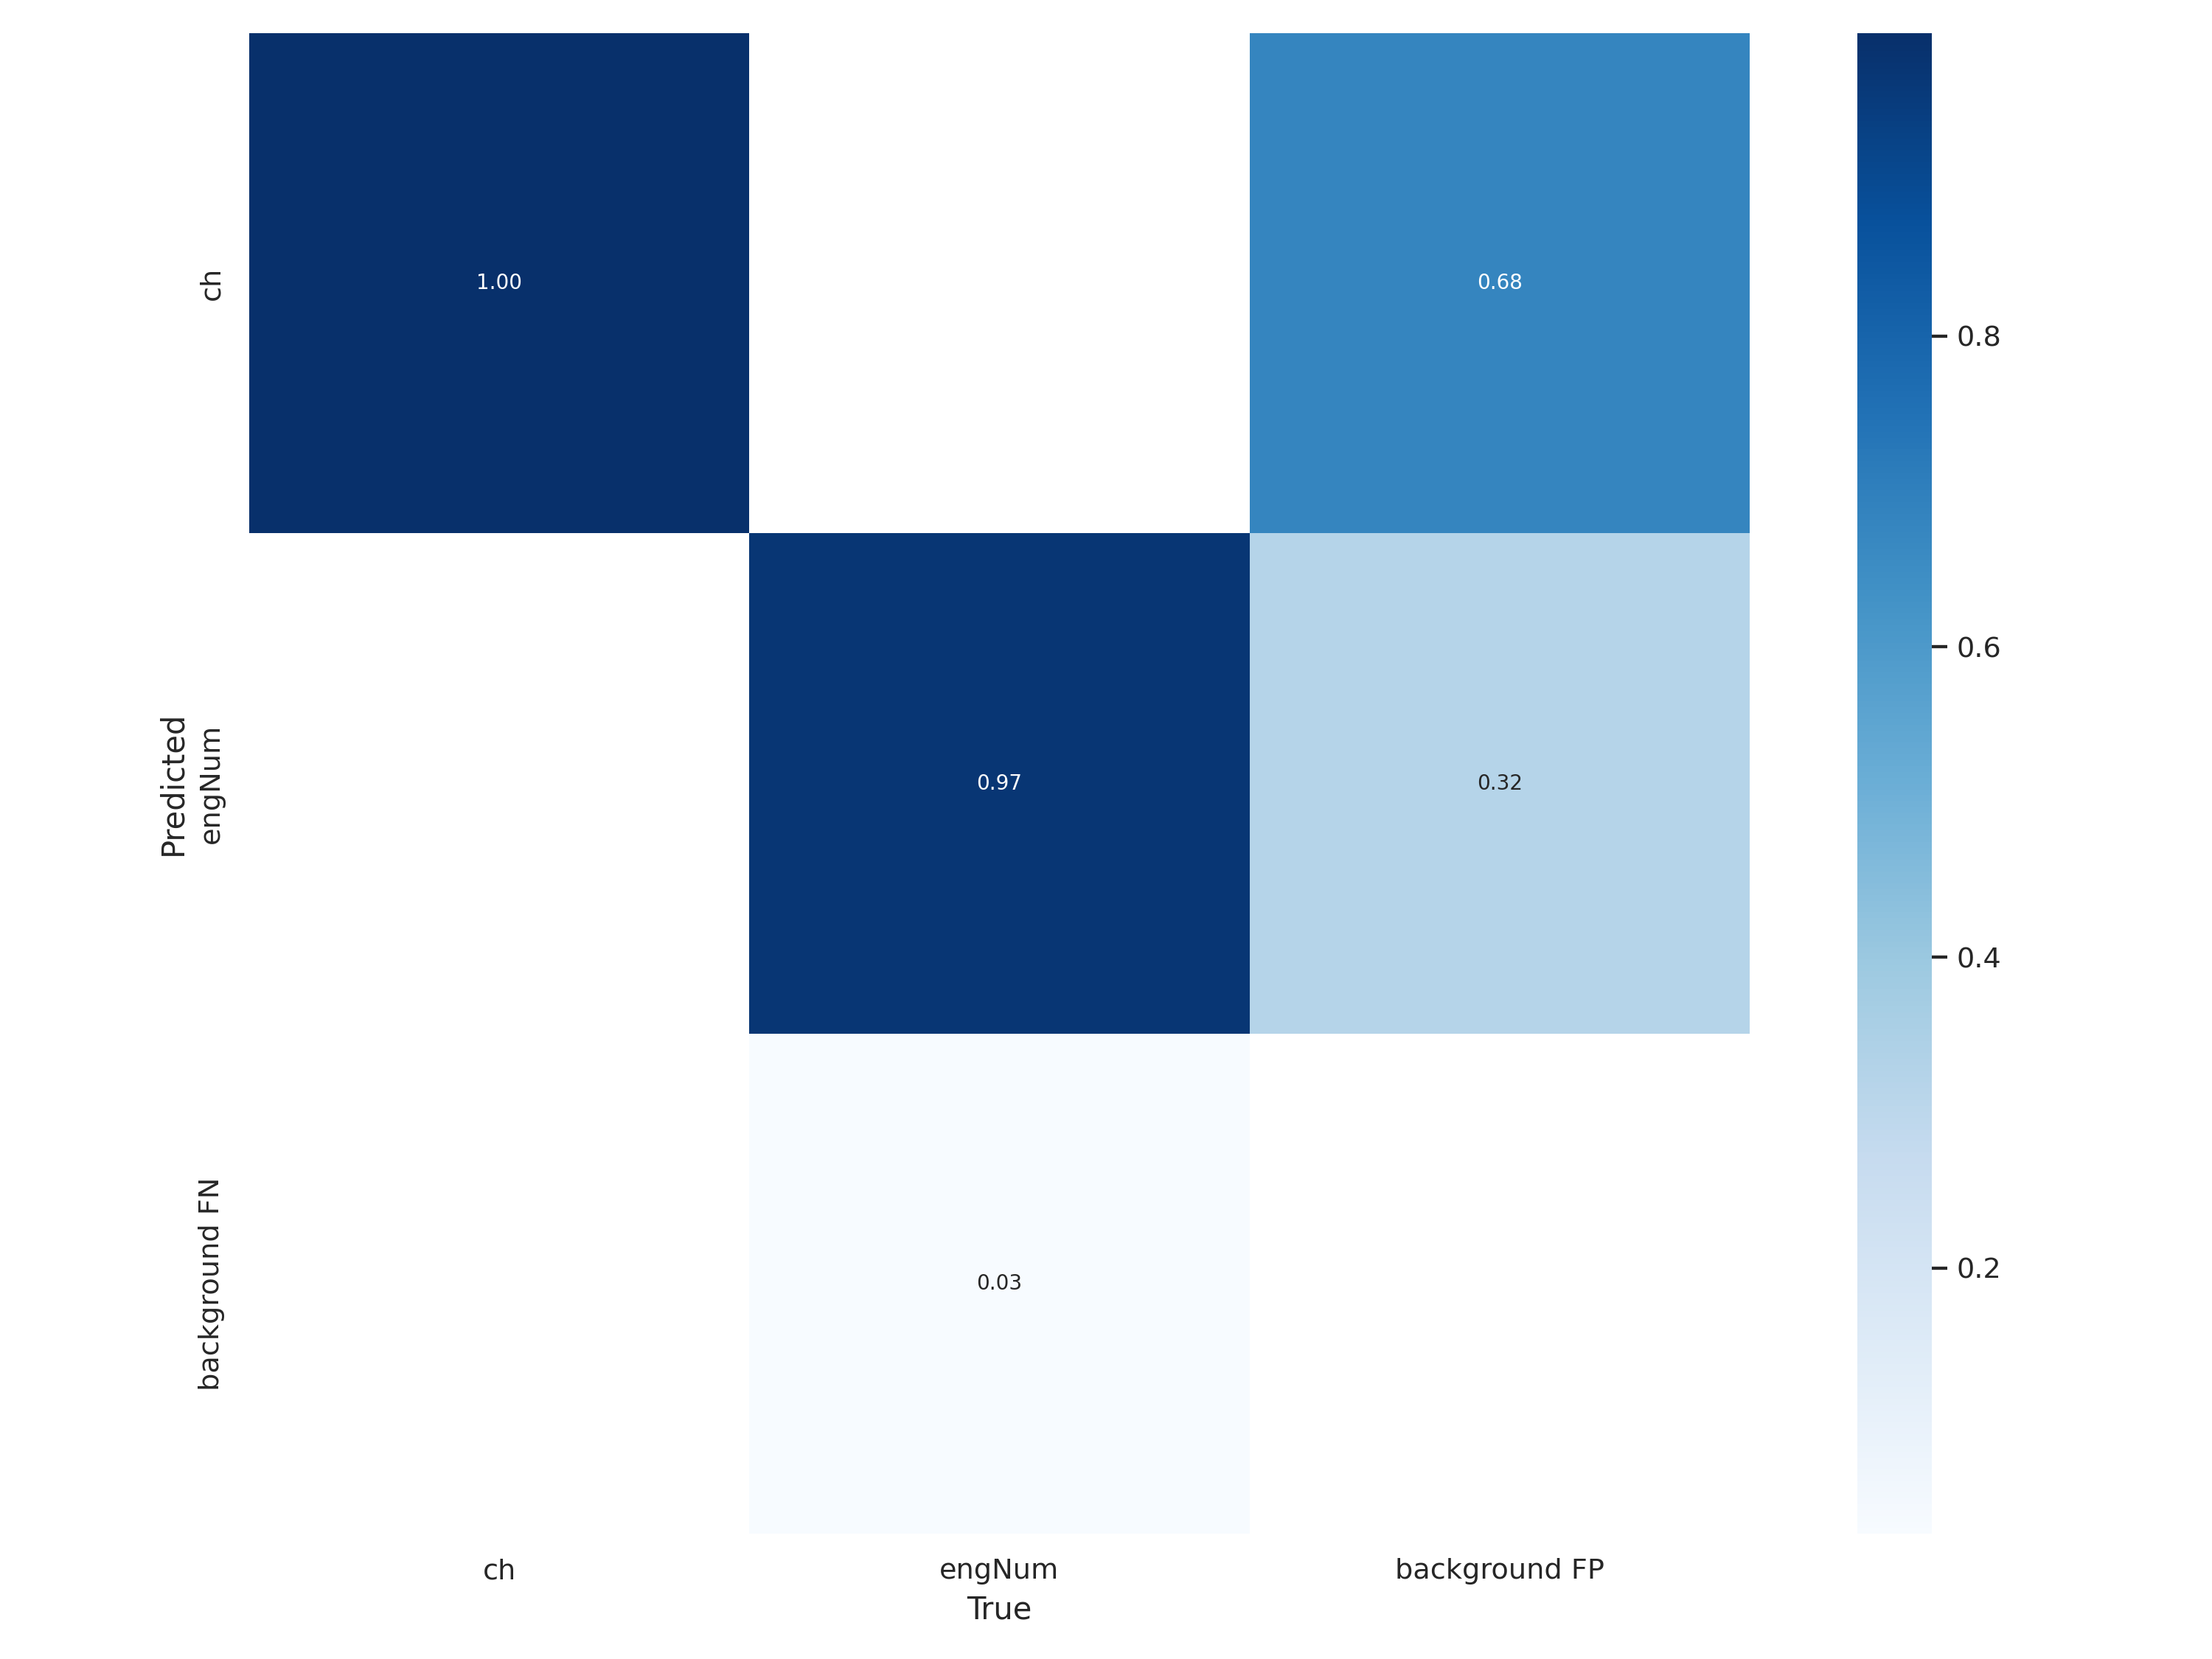 ch
1.00
0.68
0.8
Predicted
engNum
0.97
0.32
0.6
0.4
background FN
0.03
0.2
ch
engNum
background FP
True